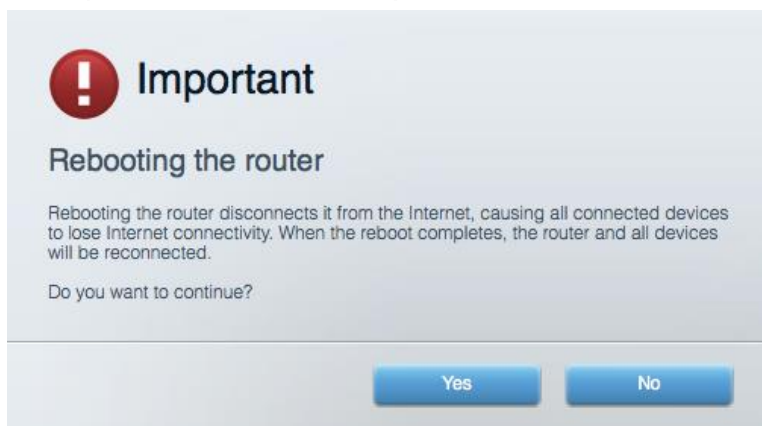 Important
Rebooting the router
Rebooting the router disconnects it from the Internet, causing all connected devices
to lose Internet connectivity. When the reboot completes, the router and all devices
will be reconnected.
Do you want to continue?
Yes
No